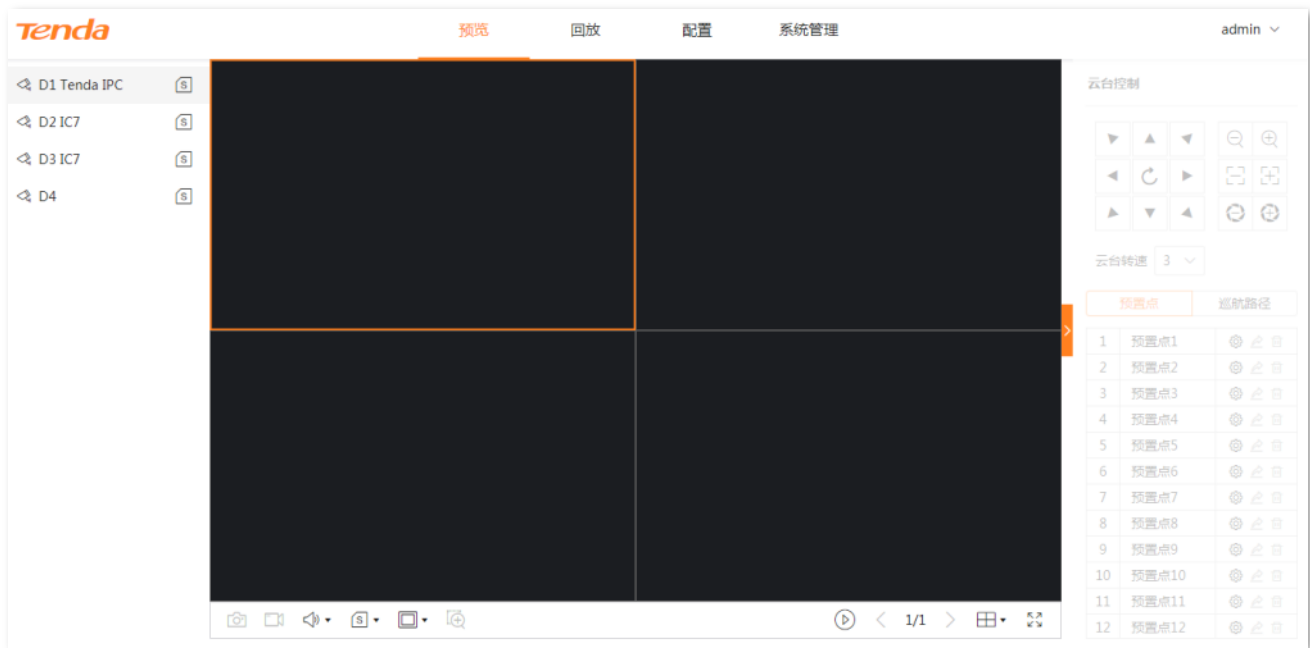 Tenda 预览 回放 配置 系统管理 admin
D1 Tenda IPC S
D2 IC7 S
D3 IC7 S
D4 S
云台控制
云台转速 3
预置点 巡航路径
1 预置点1
2 预置点2
3 预置点3
4 预置点4
5 预置点5
6 预置点6
7 预置点7
8 预置点8
9 预置点9
10 预置点10
11 预置点11
12 预置点12
S 1/1